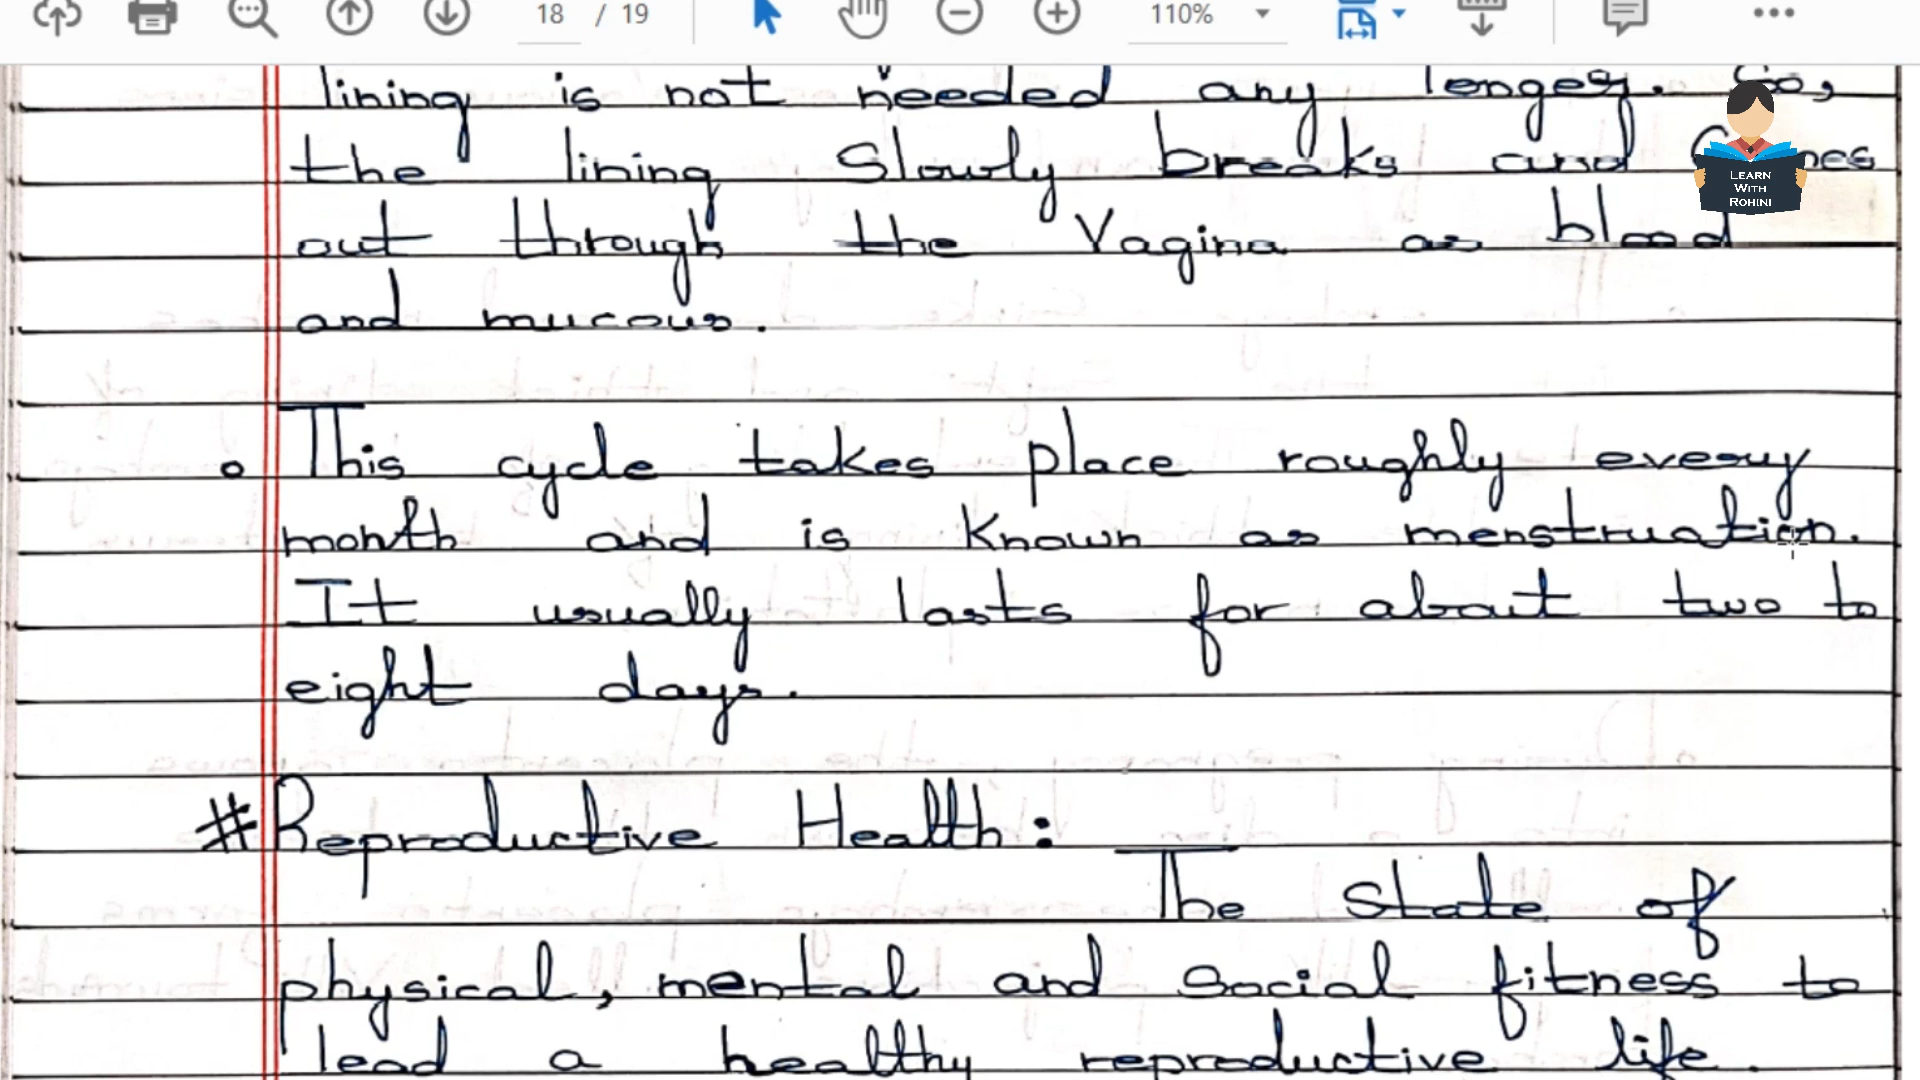 18 / 19 110%
lining is not needed any longer. So,
the lining Slowly breaks and Comes
LEARN
With
Rohini
out through the Vagina as blood
and mucous.
This cycle takes place roughly every
month and is known as menstruation.
It usually lasts for about two to
eight days.
# Reproductive Health:
The State of
physical, mental and Social fitness to
lead a healthy reproductive life.